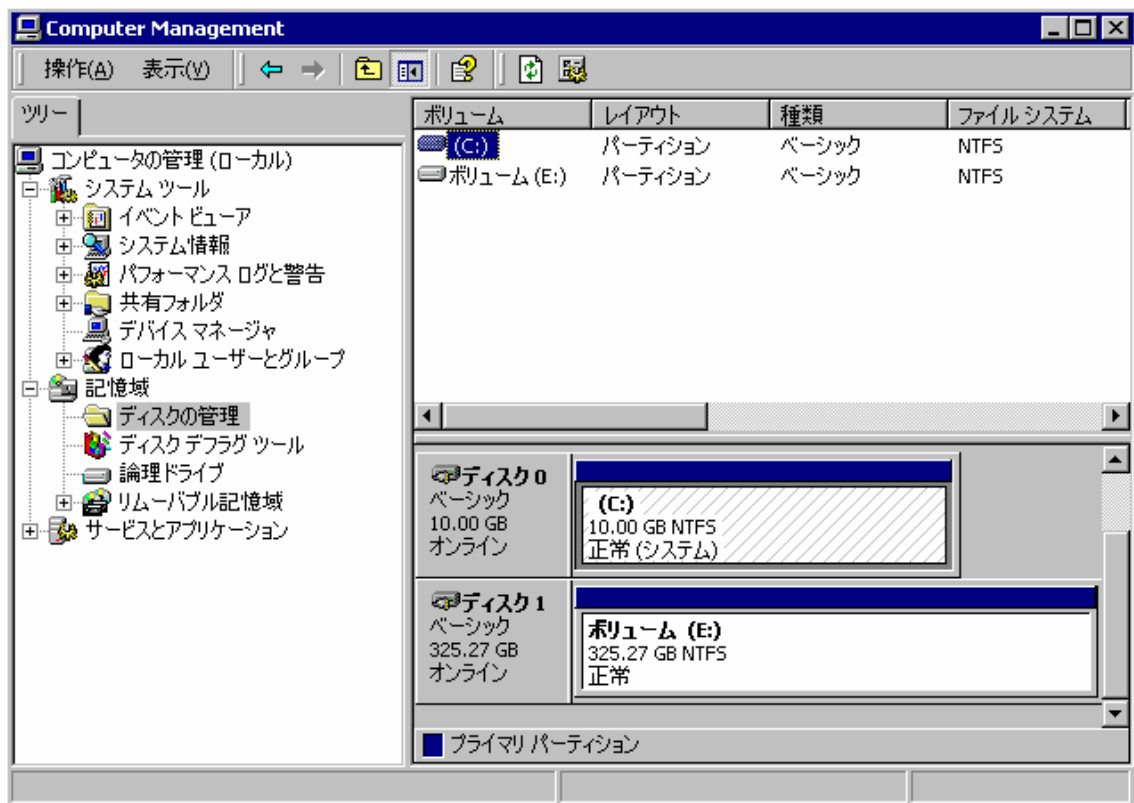 Computer Management
操作(A) 表示(V)
ツリー
コンピュータの管理 (ローカル)
システム ツール
イベント ビューア
システム情報
パフォーマンス ログと警告
共有フォルダ
デバイス マネージャ
ローカル ユーザーとグループ
記憶域
ディスクの管理
ディスク デフラグ ツール
論理ドライブ
リムーバブル記憶域
サービスとアプリケーション
ボリューム レイアウト 種類 ファイル システム
(C:) パーティション ベーシック NTFS
ボリューム (E:) パーティション ベーシック NTFS
ディスク 0
ベーシック
10.00 GB
オンライン
(C:)
10.00 GB NTFS
正常 (システム)
ディスク 1
ベーシック
325.27 GB
オンライン
ボリューム (E:)
325.27 GB NTFS
正常
プライマリ パーティション